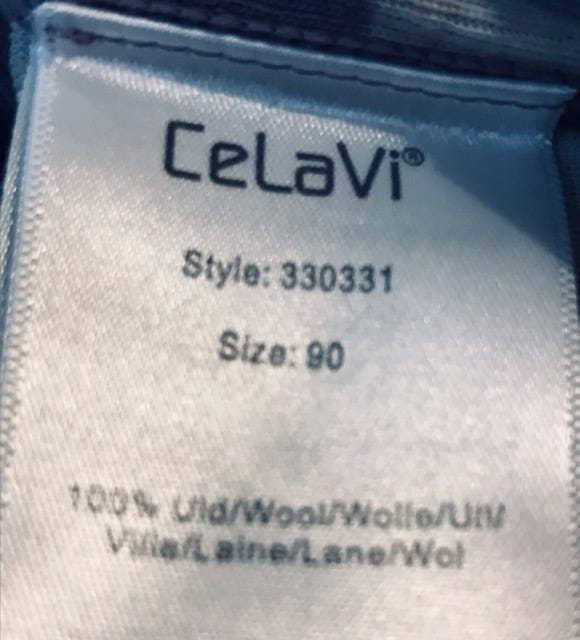 CeLaVi®
Style: 330331
Size: 90
100% Uld/Wool/Wolle/Ull/
Villa/Laine/Lane/Wol